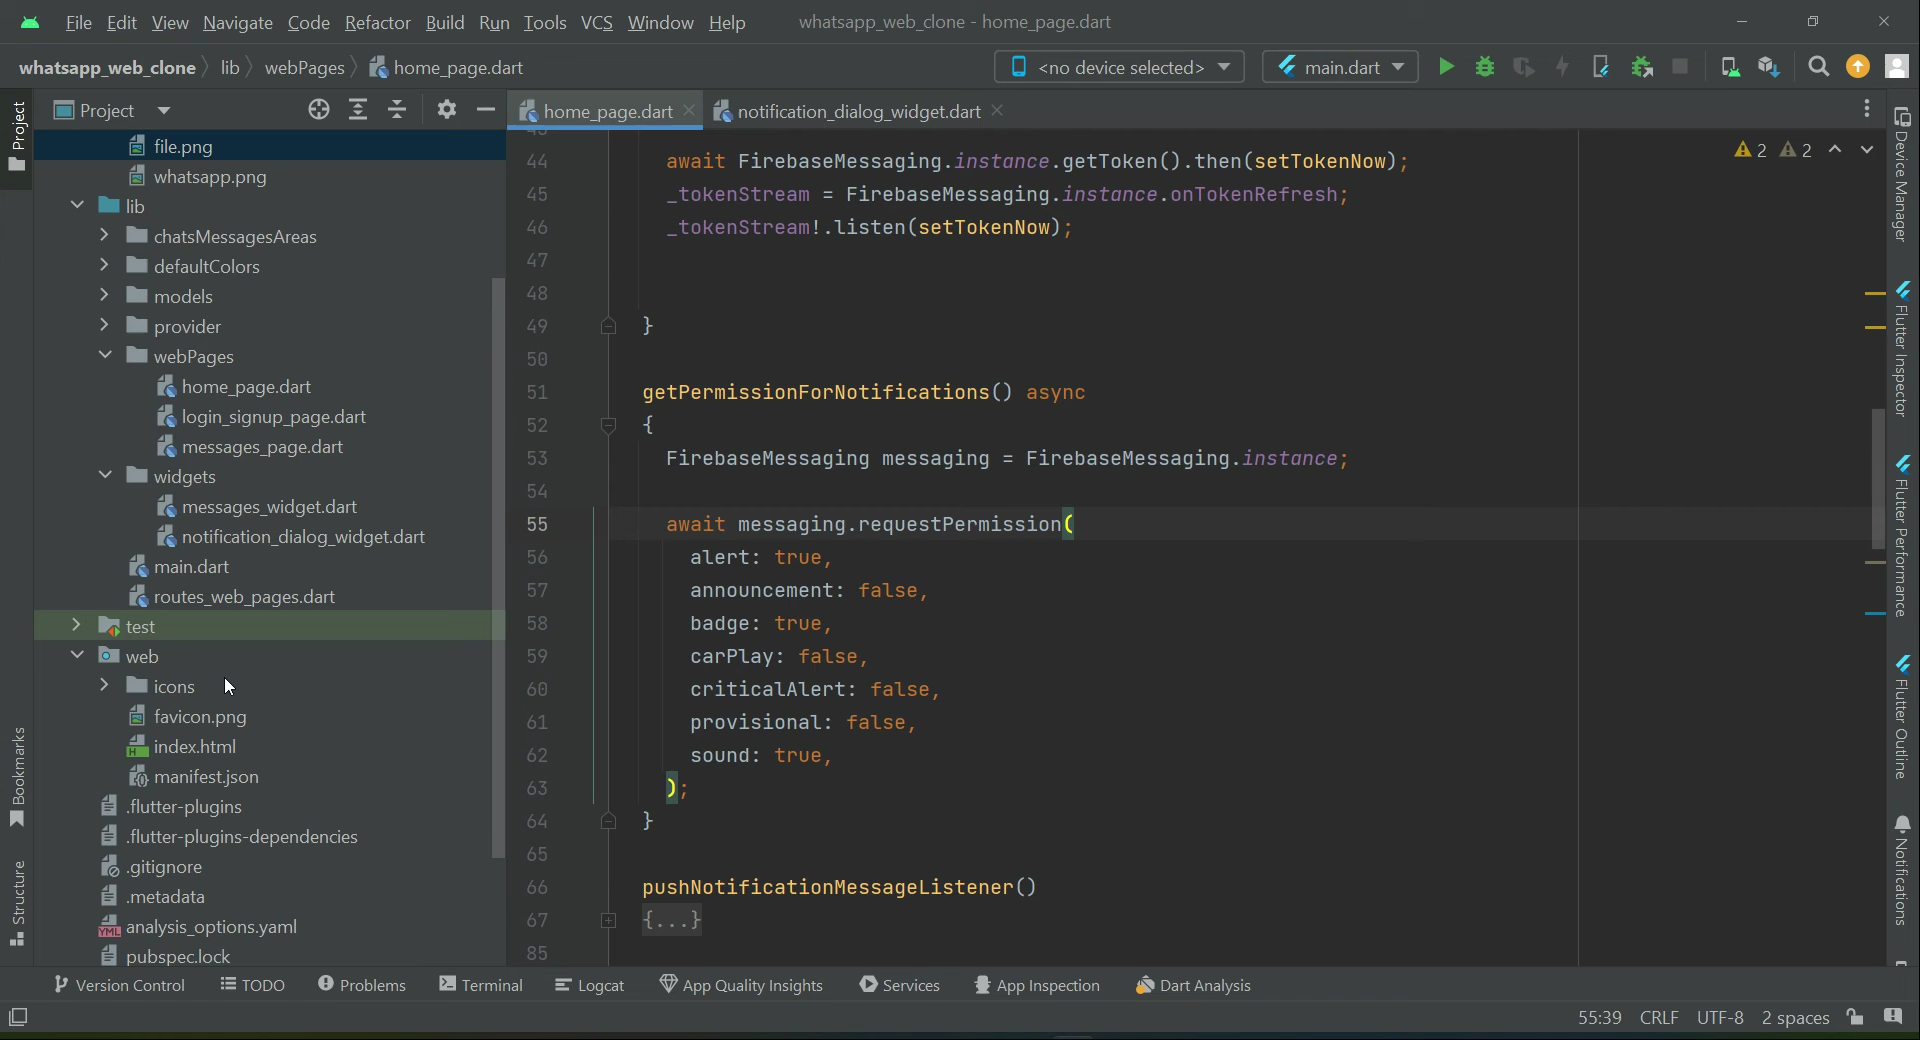 File Edit View Navigate Code Refactor Build Run Tools VCS Window Help whatsapp_web_clone - home_page.dart
whatsapp_web_clone lib webPages home_page.dart <no device selected> main.dart
Project
Project
Bookmarks
Structure
file.png
whatsapp.png
lib
chatsMessagesAreas
defaultColors
models
provider
webPages
home_page.dart
login_signup_page.dart
messages_page.dart
widgets
messages_widget.dart
notification_dialog_widget.dart
main.dart
routes_web_pages.dart
test
web
icons
favicon.png
index.html
manifest.json
.flutter-plugins
.flutter-plugins-dependencies
.gitignore
.metadata
analysis_options.yaml
pubspec.lock
home_page.dart notification_dialog_widget.dart
2 2
44 await FirebaseMessaging.instance.getToken().then(setTokenNow);
45 _tokenStream = FirebaseMessaging.instance.onTokenRefresh;
46 _tokenStream!.listen(setTokenNow);
47
48
49 }
50
51 getPermissionForNotifications() async
52 {
53 FirebaseMessaging messaging = FirebaseMessaging.instance;
54
55 await messaging.requestPermission(
56 alert: true,
57 announcement: false,
58 badge: true,
59 carPlay: false,
60 criticalAlert: false,
61 provisional: false,
62 sound: true,
63 );
64 }
65
66 pushNotificationMessageListener()
67 {...}
85
Device Manager
Flutter Inspector
Flutter Performance
Flutter Outline
Notifications
Version Control TODO Problems Terminal Logcat App Quality Insights Services App Inspection Dart Analysis
55:39 CRLF UTF-8 2 spaces